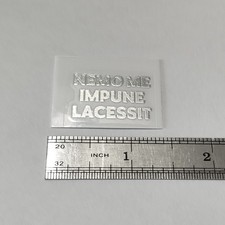 NEMO ME
IMPUNE
LACESSIT
20
32
INCH 1 2